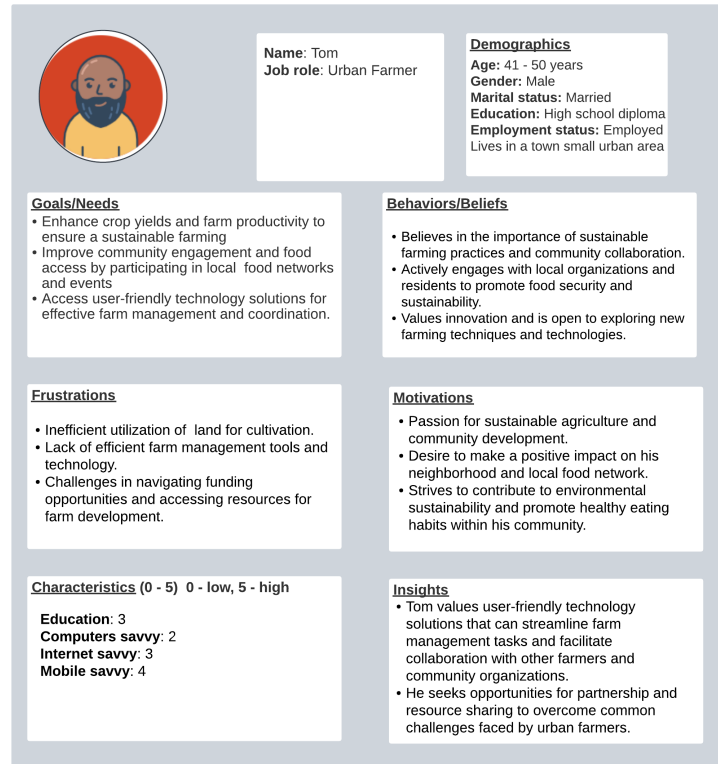 Name: Tom
Job role: Urban Farmer
Demographics
Age: 41 - 50 years
Gender: Male
Marital status: Married
Education: High school diploma
Employment status: Employed
Lives in a town small urban area
Goals/Needs
• Enhance crop yields and farm productivity to
ensure a sustainable farming
• Improve community engagement and food
access by participating in local  food networks
and events
• Access user-friendly technology solutions for
effective farm management and coordination.
Behaviors/Beliefs
• Believes in the importance of sustainable
farming practices and community collaboration.
• Actively engages with local organizations and
residents to promote food security and
sustainability.
• Values innovation and is open to exploring new
farming techniques and technologies.
Frustrations
• Inefficient utilization of  land for cultivation.
• Lack of efficient farm management tools and
technology.
• Challenges in navigating funding
opportunities and accessing resources for
farm development.
Motivations
• Passion for sustainable agriculture and
community development.
• Desire to make a positive impact on his
neighborhood and local food network.
• Strives to contribute to environmental
sustainability and promote healthy eating
habits within his community.
Characteristics (0 - 5)  0 - low, 5 - high
Education: 3
Computers savvy: 2
Internet savvy: 3
Mobile savvy: 4
Insights
• Tom values user-friendly technology
solutions that can streamline farm
management tasks and facilitate
collaboration with other farmers and
community organizations.
• He seeks opportunities for partnership and
resource sharing to overcome common
challenges faced by urban farmers.